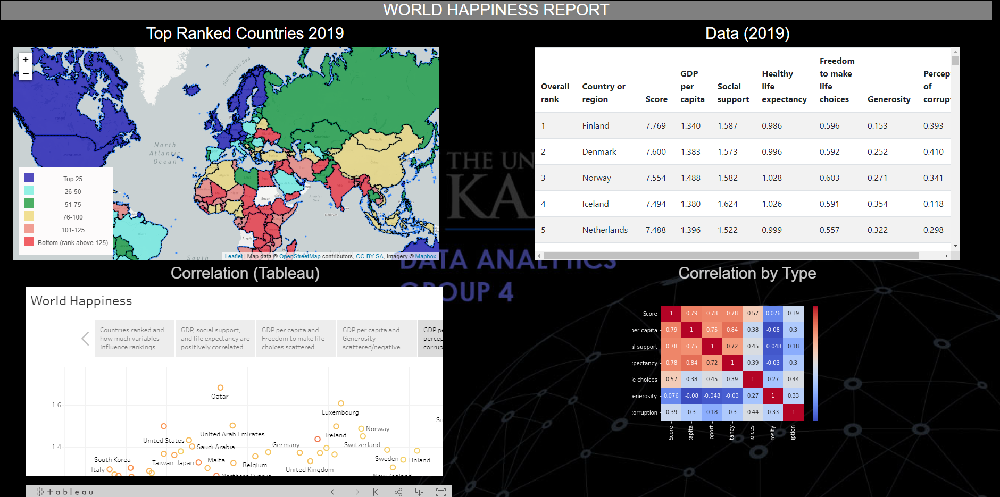 WORLD HAPPINESS REPORT
Top Ranked Countries 2019
+
−
Norwegian Sea
North
Atlantic
Ocean
Sudan
Arabian
Sea
Maldives
Angola
South
Top 25
26-50
51-75
76-100
101-125
Bottom (rank above 125)
Leaflet | Map data © OpenStreetMap contributors, CC-BY-SA, Imagery © Mapbox
Data (2019)
Overall rank Country or region Score GDP per capita Social support Healthy life expectancy Freedom to make life choices Generosity Percep of corrupt
1 Finland 7.769 1.340 1.587 0.986 0.596 0.153 0.393
2 Denmark 7.600 1.383 1.573 0.996 0.592 0.252 0.410
3 Norway 7.554 1.488 1.582 1.028 0.603 0.271 0.341
4 Iceland 7.494 1.380 1.624 1.026 0.591 0.354 0.118
5 Netherlands 7.488 1.396 1.522 0.999 0.557 0.322 0.298
THE UN
KA
DATA ANALYTICS
GROUP 4
Correlation (Tableau)
World Happiness
Countries ranked and
how much variables
influence rankings
GDP, social support,
and life expectancy are
positively correlated
GDP per capita and
Freedom to make life
choices scattered
GDP per capita and
Generosity
scattered/negative
GDP pe
percep
corrup
1.6
1.4
Qatar
Luxembourg
Si
Norway
United Arab Emirates
Ireland
United States
Saudi Arabia
Germany
Switzerland
South Korea
Taiwan
Japan
Malta
Belgium
Sweden
Finland
Italy
United Kingdom
Northern Cyprus
New Zealand
+ a b l e a u
Correlation by Type
Score 1 0.79 0.78 0.78 0.57 0.076 0.39
per capita 0.79 1 0.75 0.84 0.38 -0.08 0.3
al support 0.78 0.75 1 0.72 0.45 -0.048 0.18
xpectancy 0.78 0.84 0.72 1 0.39 -0.03 0.3
e choices 0.57 0.38 0.45 0.39 1 0.27 0.44
enerosity 0.076 -0.08 -0.048 -0.03 0.27 1 0.33
orruption 0.39 0.3 0.18 0.3 0.44 0.33 1
Score
capita
pport
tancy
oices
rosity
uption